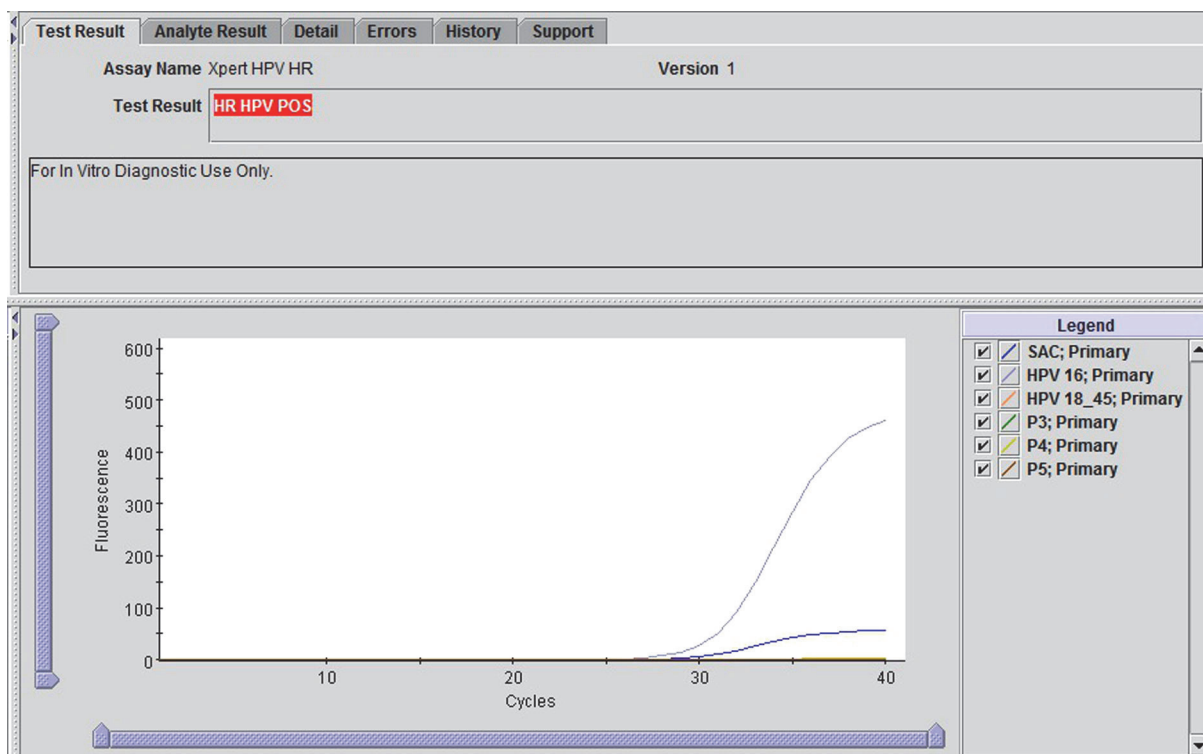 Test Result Analyte Result Detail Errors History Support
Assay Name Xpert HPV HR Version 1
Test Result HR HPV POS
For In Vitro Diagnostic Use Only.
Legend
SAC; Primary
HPV 16; Primary
HPV 18_45; Primary
P3; Primary
P4; Primary
P5; Primary
600
500
400
300
200
100
0
Fluorescence
10 20 30 40
Cycles